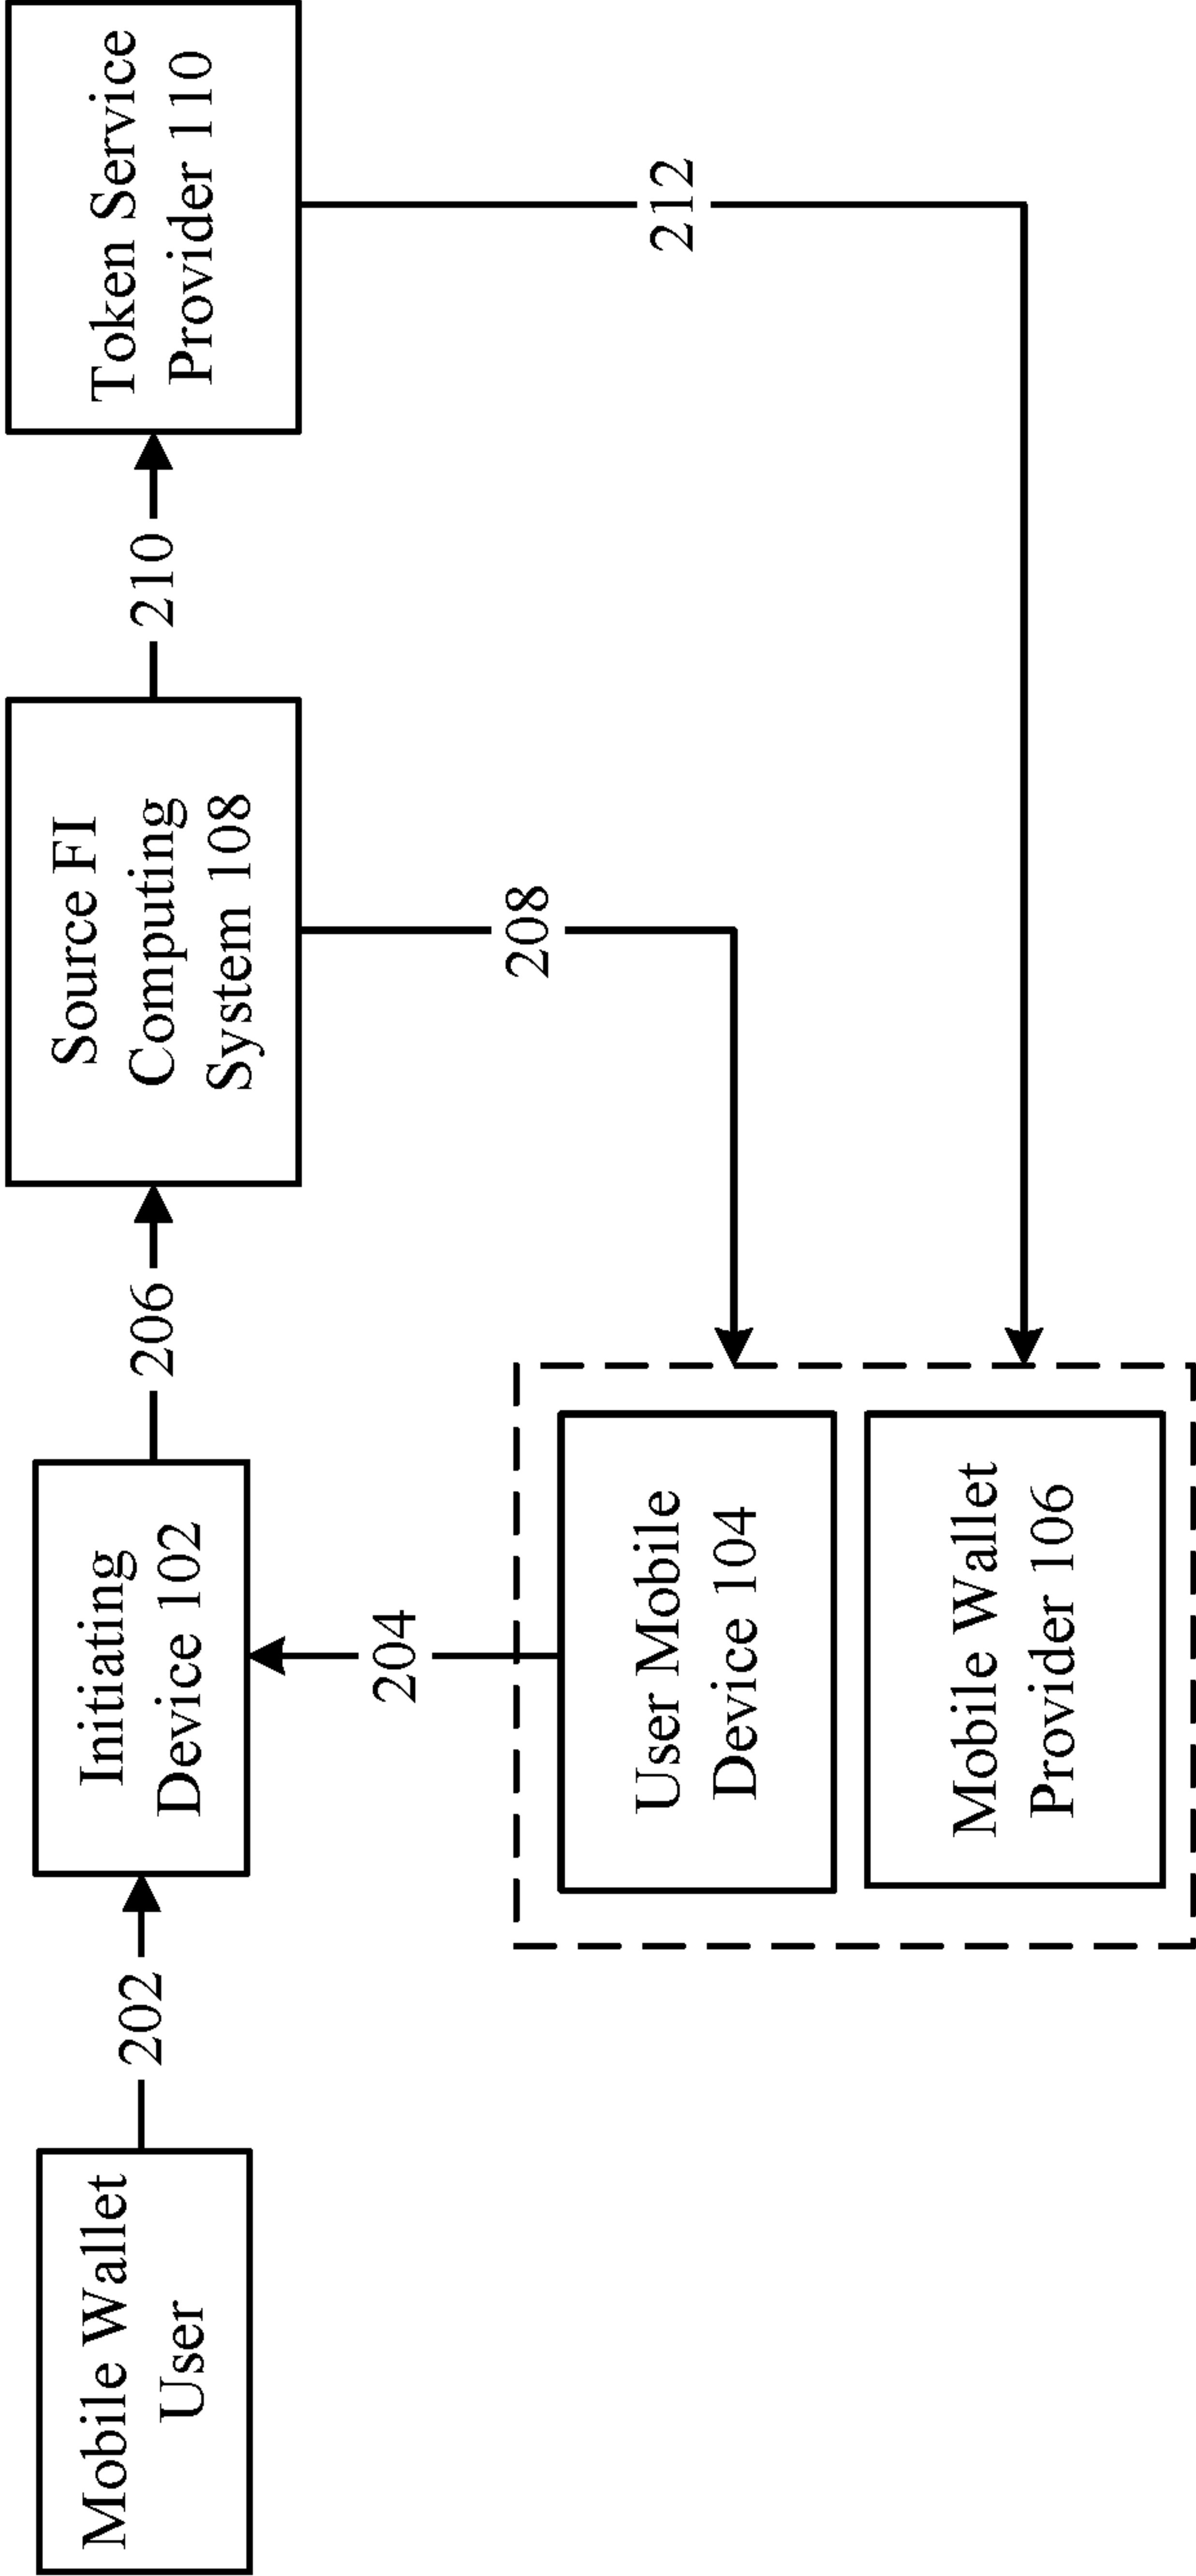 Mobile Wallet
User
202
Initiating
Device 102
206
Source FI
Computing
System 108
210
Token Service
Provider 110
204
208
212
User Mobile
Device 104
Mobile Wallet
Provider 106